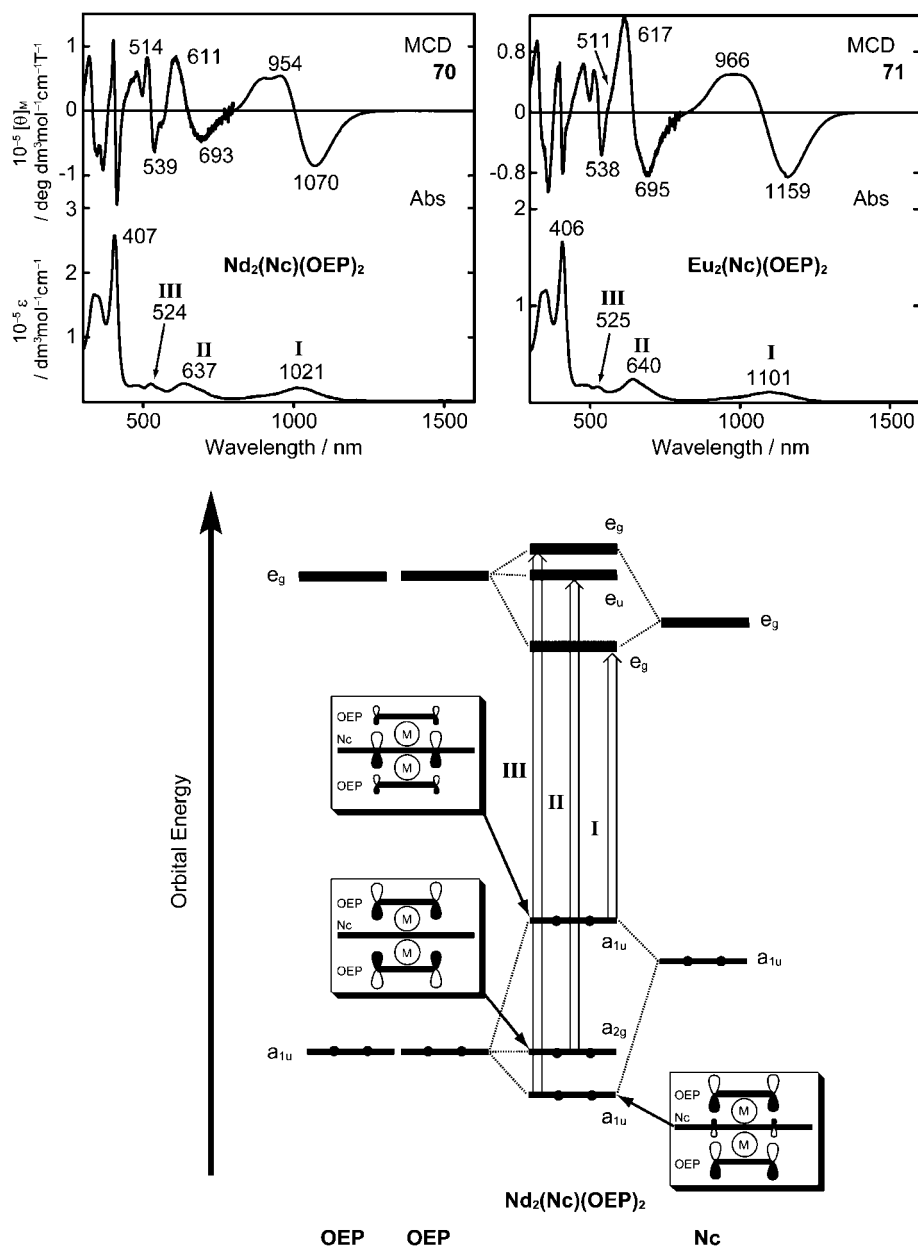 MCD
70
514
611
954
539
693
1070
1
0
-1
10⁻⁵ [θ]M
/ deg dm³mol⁻¹cm⁻¹T⁻¹
Abs
3
2
1
10⁻⁵ ε
/ dm³mol⁻¹cm⁻¹
407
Nd₂(Nc)(OEP)₂
III
524
II
637
I
1021
500
1000
1500
Wavelength / nm
MCD
71
511
617
966
538
695
1159
0.8
0
-0.8
Abs
2
1
406
Eu₂(Nc)(OEP)₂
III
525
II
640
I
1101
500
1000
1500
Wavelength / nm
Orbital Energy
eg
eg
eu
eg
eg
OEP
M
Nc
M
OEP
III
II
I
OEP
M
Nc
M
OEP
a1u
a1u
a2g
a1u
a1u
OEP
M
Nc
M
OEP
Nd₂(Nc)(OEP)₂
OEP OEP Nc